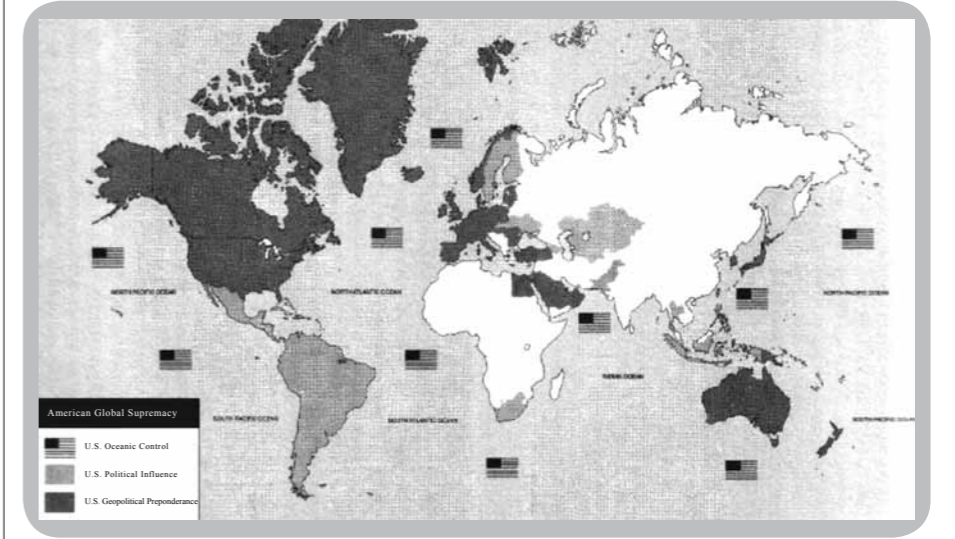 NORTH PACIFIC OCEAN
NORTH ATLANTIC OCEAN
NORTH PACIFIC OCEAN
INDIAN OCEAN
SOUTH PACIFIC OCEAN
SOUTH ATLANTIC OCEAN
SOUTH PACIFIC OCEAN
American Global Supremacy
U.S. Oceanic Control
U.S. Political Influence
U.S. Geopolitical Preponderance